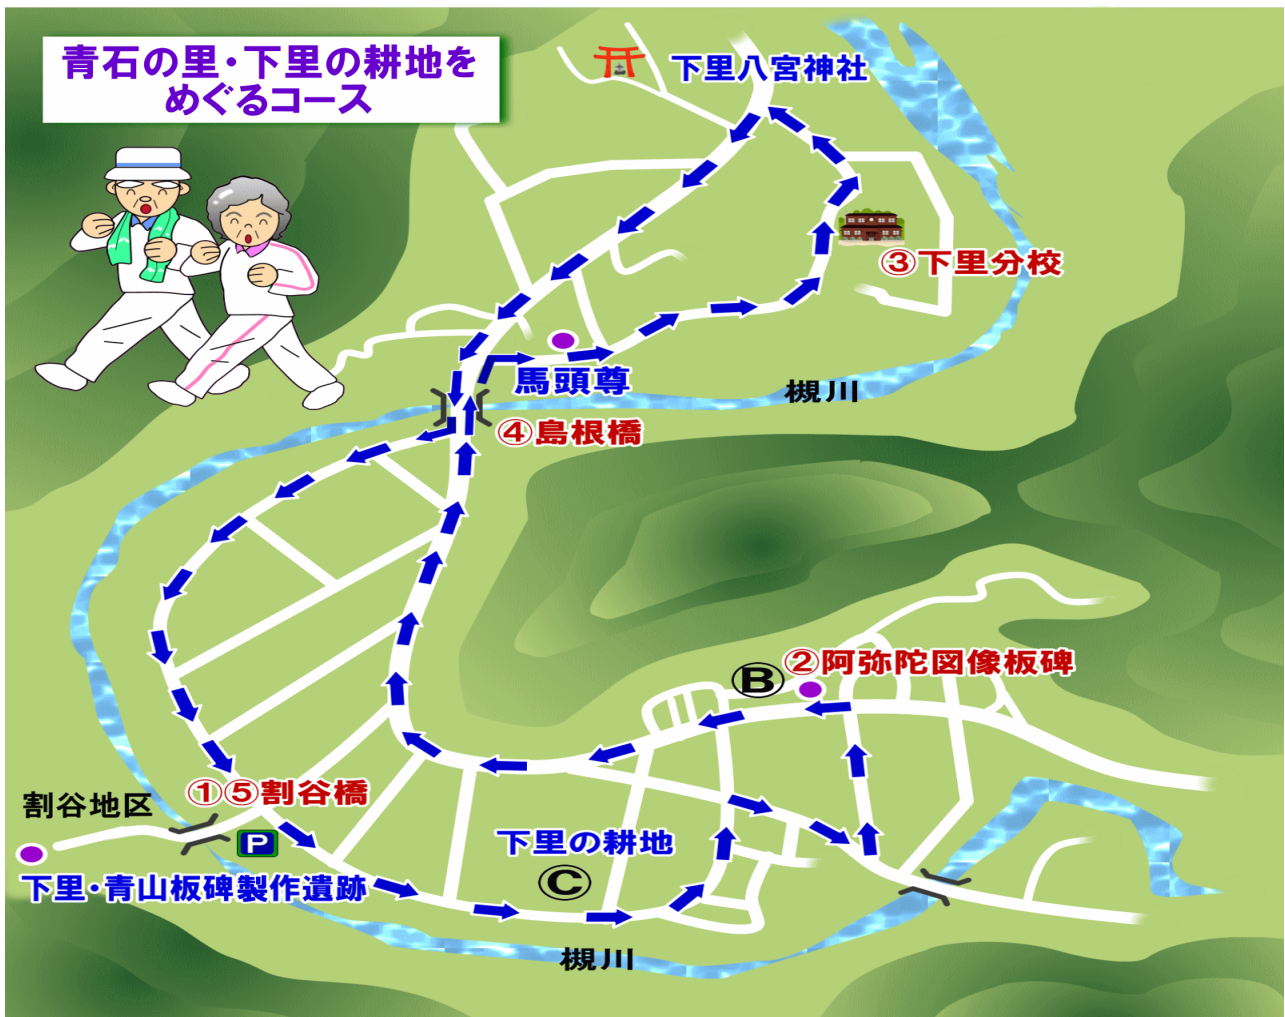 青石の里・下里の耕地を
めぐるコース
下里八宮神社
③下里分校
馬頭尊
槻川
④島根橋
②阿弥陀図像板碑
B
①⑤割谷橋
割谷地区
P
下里の耕地
C
下里・青山板碑製作遺跡
槻川